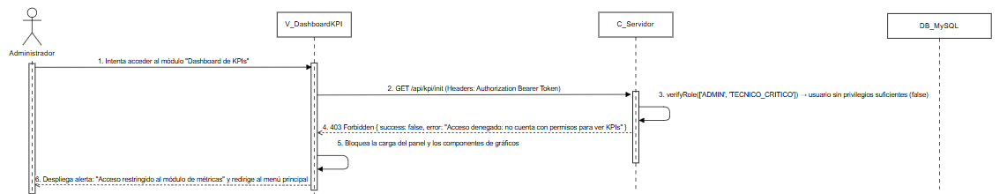 V_DashboardKPI
C_Servidor
DB_MySQL
Administrador
1. Intenta acceder al módulo "Dashboard de KPIs"
2. GET /api/kpi/init (Headers: Authorization Bearer Token)
3. verifyRole(['ADMIN', 'TECNICO_CRITICO']) → usuario sin privilegios suficientes (false)
4. 403 Forbidden { success: false, error: "Acceso denegado: no cuenta con permisos para ver KPIs" }
5. Bloquea la carga del panel y los componentes de gráficos
6. Despliega alerta: "Acceso restringido al módulo de métricas" y redirige al menú principal